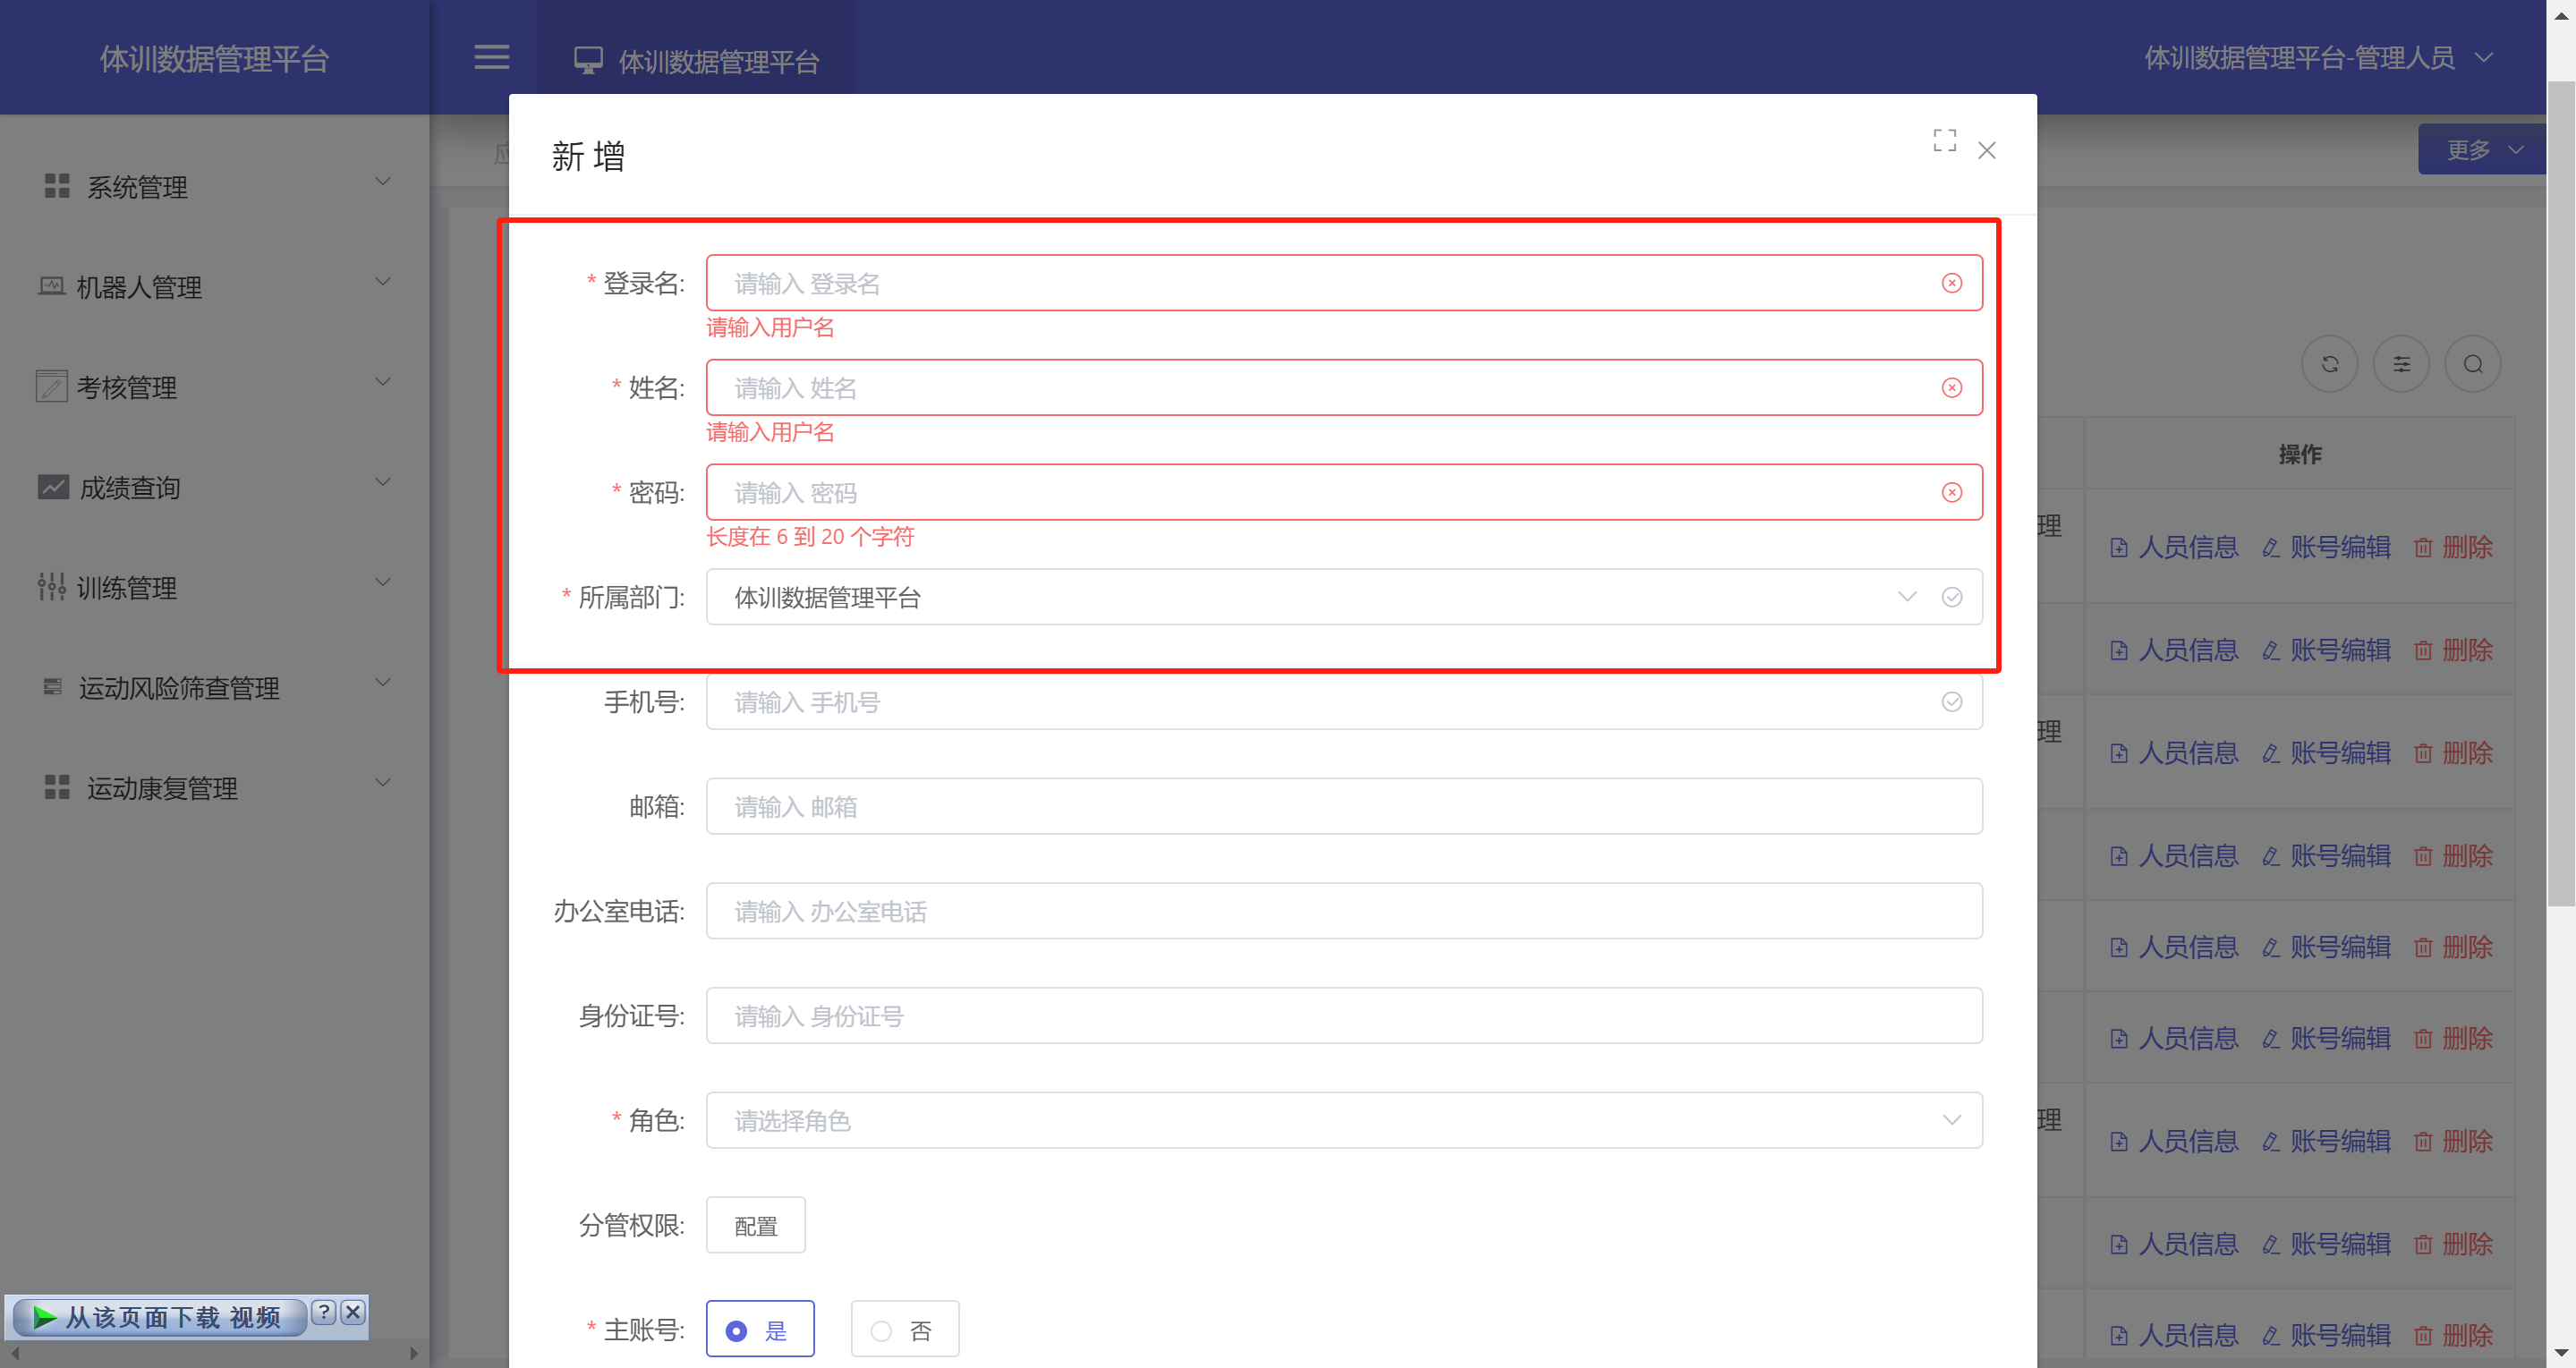 体训数据管理平台
体训数据管理平台
体训数据管理平台-管理人员
更多
系统管理
机器人管理
考核管理
成绩查询
训练管理
运动风险筛查管理
运动康复管理
新 增
* 登录名: 请输入 登录名
请输入用户名
* 姓名: 请输入 姓名
请输入用户名
* 密码: 请输入 密码
长度在 6 到 20 个字符
* 所属部门: 体训数据管理平台
手机号: 请输入 手机号
邮箱: 请输入 邮箱
办公室电话: 请输入 办公室电话
身份证号: 请输入 身份证号
* 角色: 请选择角色
分管权限: 配置
* 主账号: 是 否
操作
理
人员信息 账号编辑 删除
人员信息 账号编辑 删除
理
人员信息 账号编辑 删除
人员信息 账号编辑 删除
人员信息 账号编辑 删除
人员信息 账号编辑 删除
理
人员信息 账号编辑 删除
人员信息 账号编辑 删除
人员信息 账号编辑 删除
从该页面下载 视频 ?